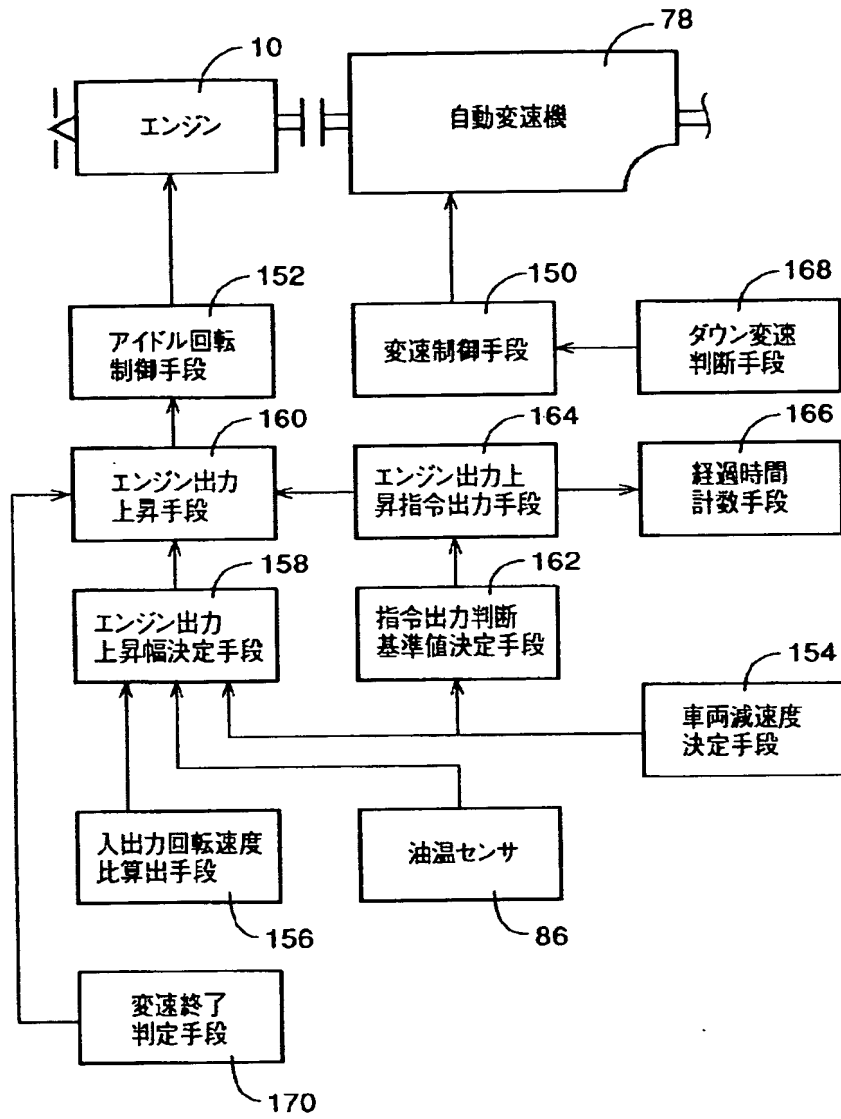 10
エンジン
78
自動変速機
152
アイドル回転
制御手段
150
変速制御手段
168
ダウン変速
判断手段
160
エンジン出力
上昇手段
164
エンジン出力上
昇指令出力手段
166
経過時間
計数手段
158
エンジン出力
上昇幅決定手段
162
指令出力判断
基準値決定手段
154
車両減速度
決定手段
入出力回転速度
比算出手段
156
油温センサ
86
変速終了
判定手段
170